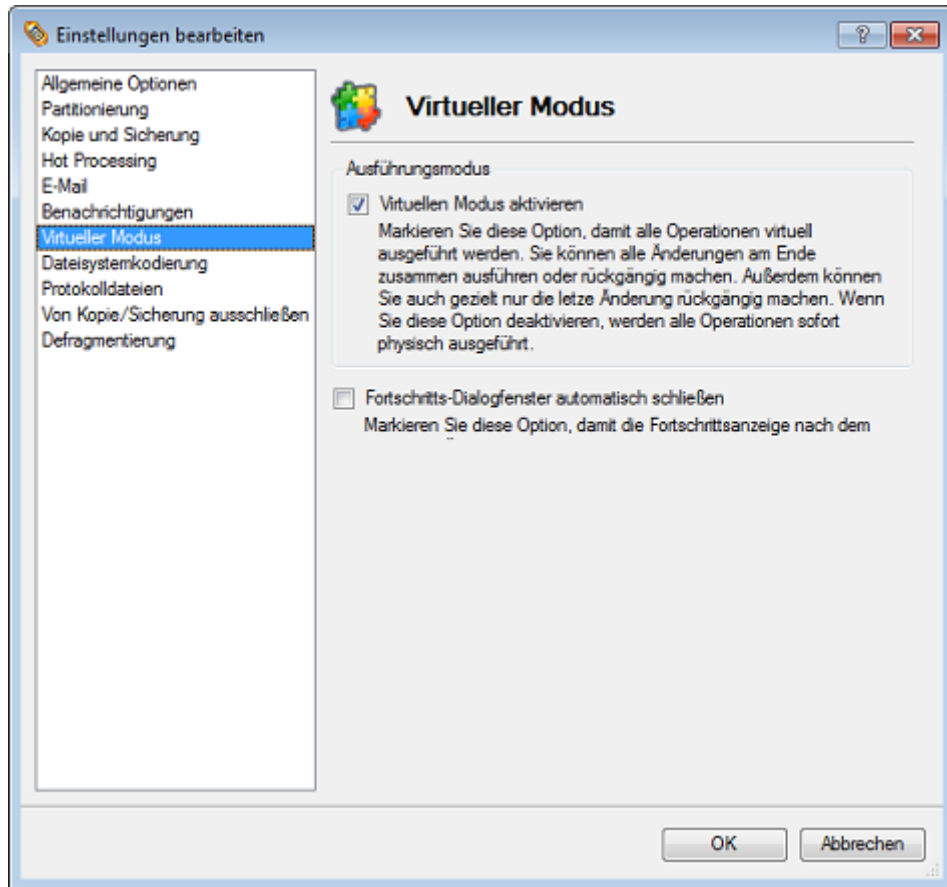 Einstellungen bearbeiten
Allgemeine Optionen
Partitionierung
Kopie und Sicherung
Hot Processing
E-Mail
Benachrichtigungen
Virtueller Modus
Dateisystemkodierung
Protokolldateien
Von Kopie/Sicherung ausschließen
Defragmentierung
Virtueller Modus
Ausführungsmodus
Virtuellen Modus aktivieren
Markieren Sie diese Option, damit alle Operationen virtuell
ausgeführt werden. Sie können alle Änderungen am Ende
zusammen ausführen oder rückgängig machen. Außerdem können
Sie auch gezielt nur die letze Änderung rückgängig machen. Wenn
Sie diese Option deaktivieren, werden alle Operationen sofort
physisch ausgeführt.
Fortschritts-Dialogfenster automatisch schließen
Markieren Sie diese Option, damit die Fortschrittsanzeige nach dem
OK
Abbrechen